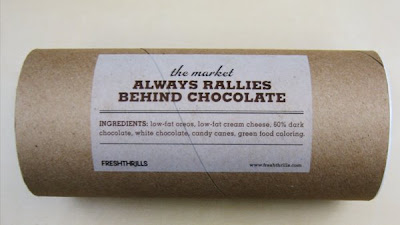 the market
ALWAYS RALLIES
BEHIND CHOCOLATE
INGREDIENTS: low-fat oreos, low-fat cream cheese, 60% dark
chocolate, white chocolate, candy canes, green food coloring.
FRESHTHRILLS
www.freshthrills.com